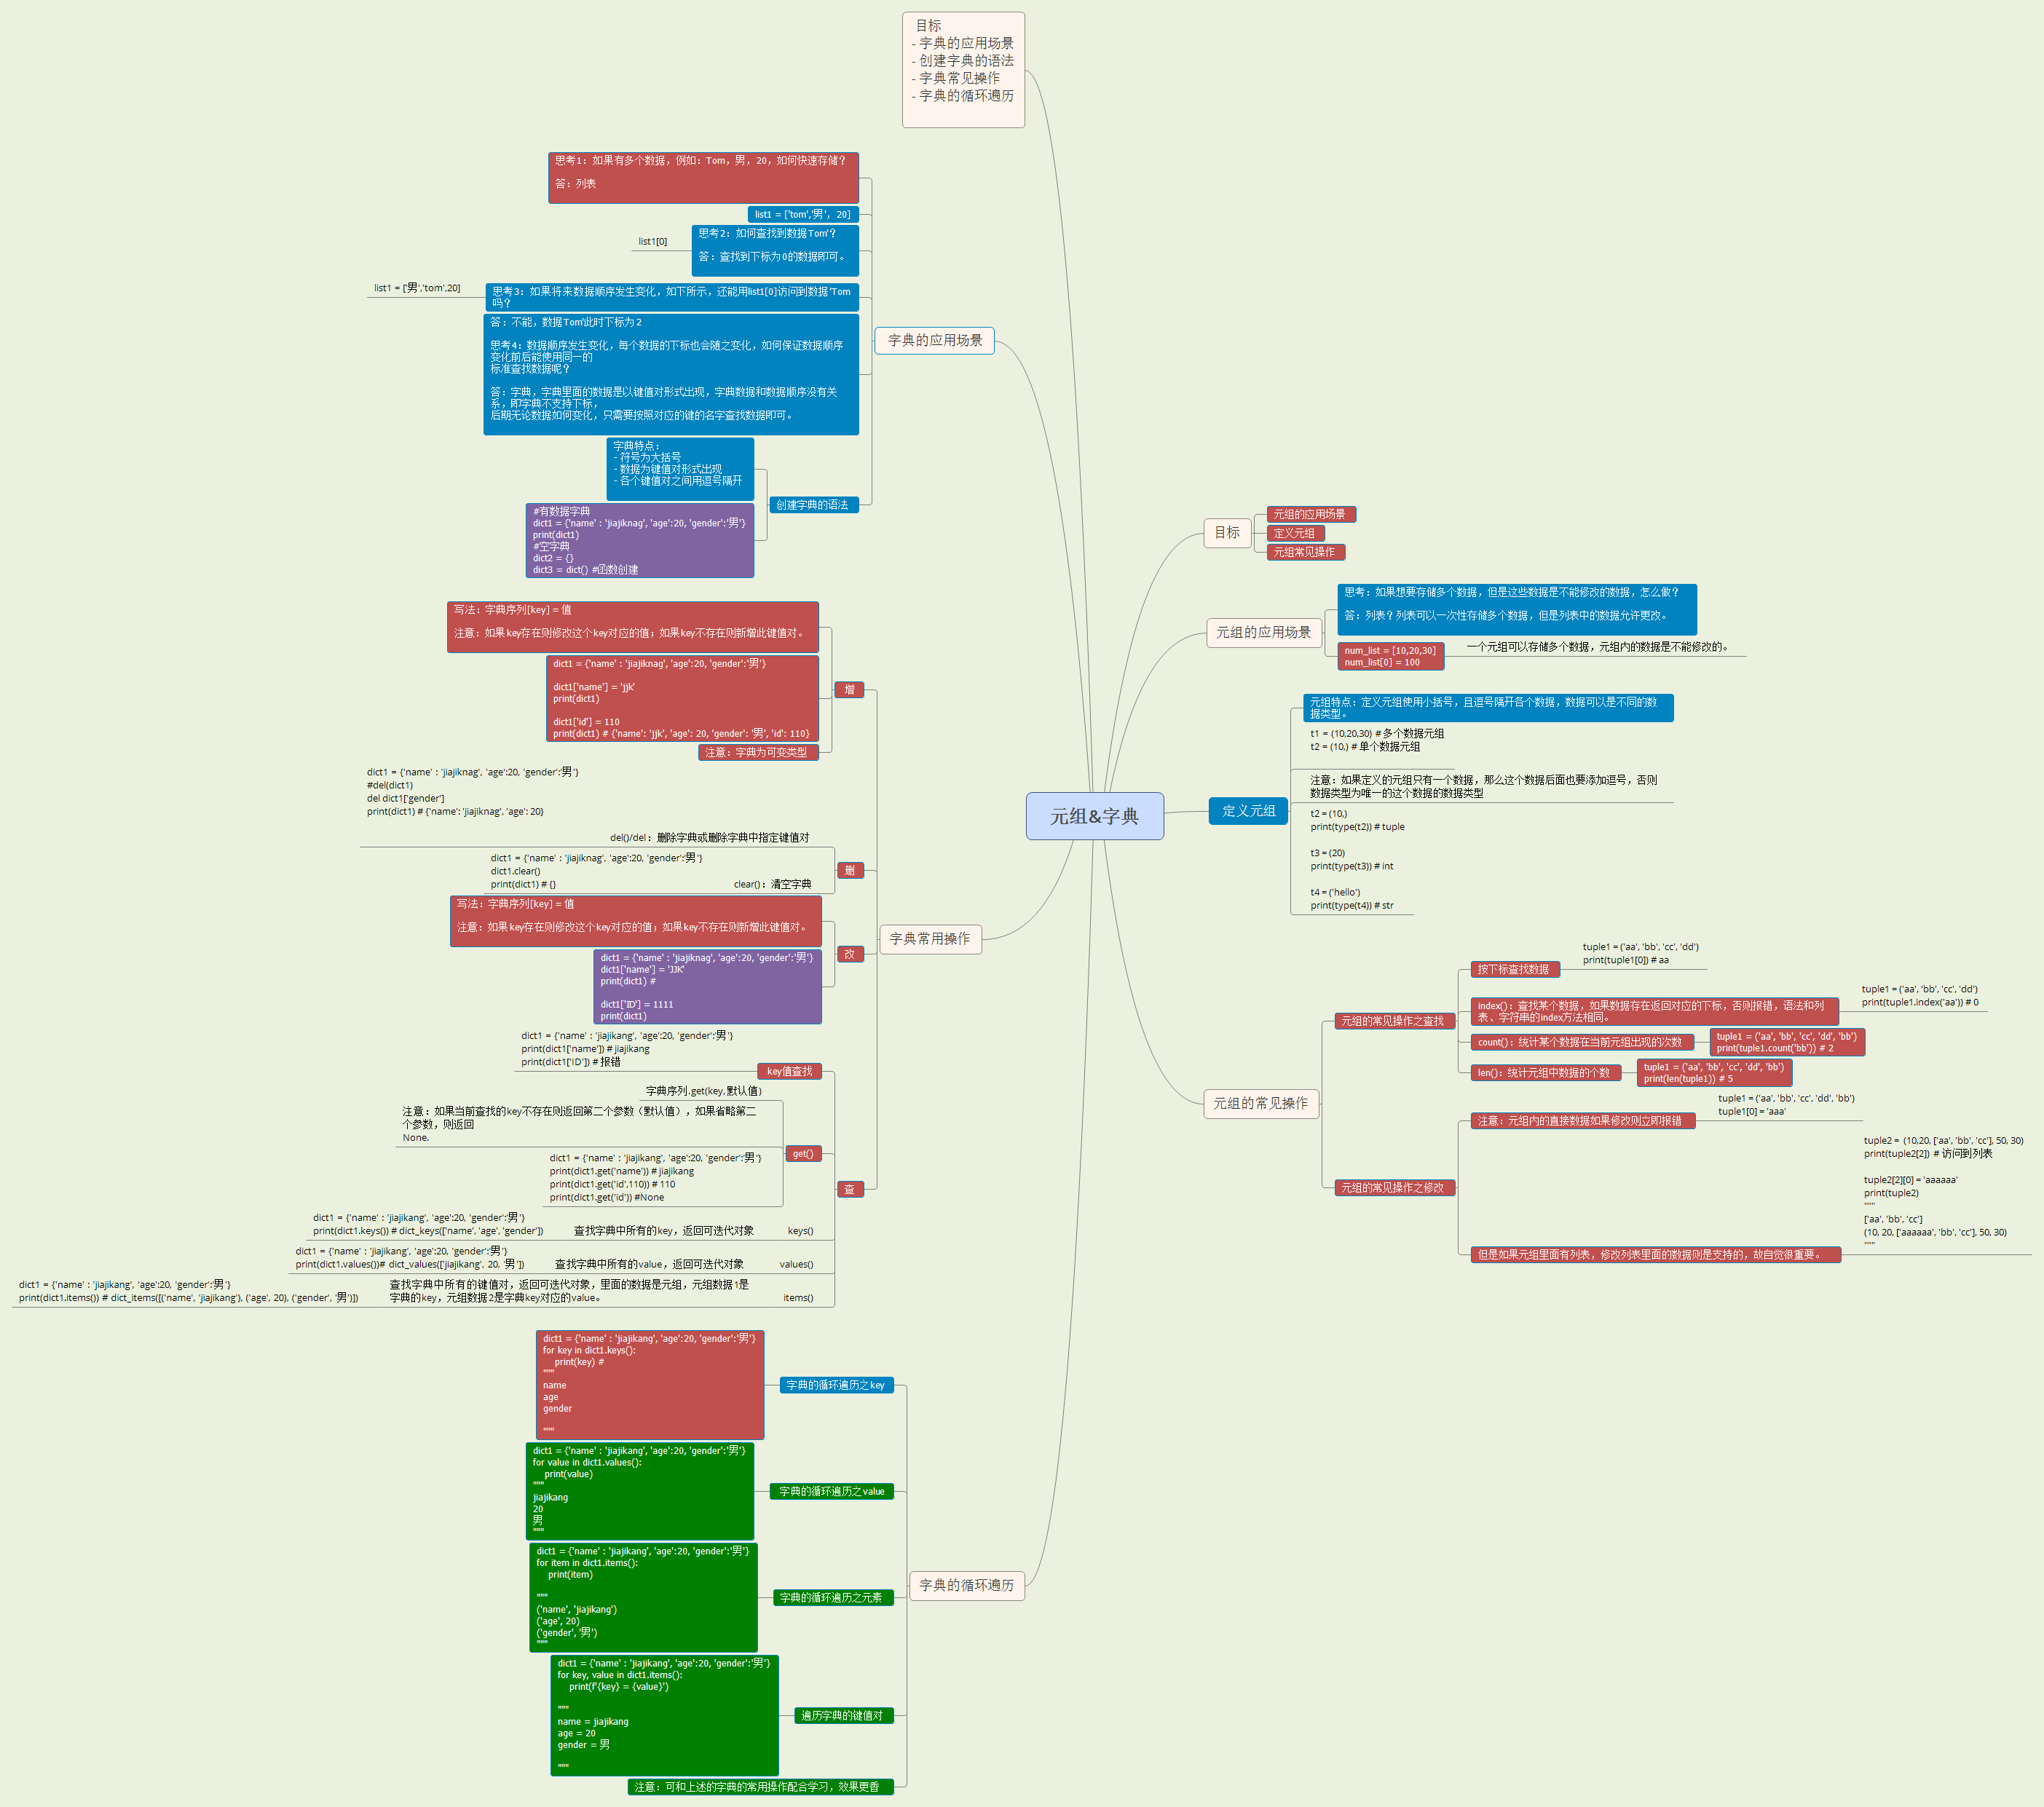 目标
- 字典的应用场景
- 创建字典的语法
- 字典常见操作
- 字典的循环遍历
思考1：如果有多个数据，例如：Tom，男，20，如何快速存储？
答：列表
list1 = ['tom','男'，20]
思考2：如何查找到数据Tom'？
答：查找到下标为0的数据即可。
list1[0]
思考3：如果将来数据顺序发生变化，如下所示，还能用list1[0]访问到数据'Tom
吗？
list1 = ['男','tom',20]
答：不能，数据Tom'此时下标为2
思考4：数据顺序发生变化，每个数据的下标也会随之变化，如何保证数据顺序
变化前后能使用同一的
标准查找数据呢？
答：字典，字典里面的数据是以键值对形式出现，字典数据和数据顺序没有关
系，即字典不支持下标，
后期无论数据如何变化，只需要按照对应的键的名字查找数据即可。
字典的应用场景
字典特点：
- 符号为大括号
- 数据为键值对形式出现
- 各个键值对之间用逗号隔开
创建字典的语法
#有数据字典
dict1 = {'name' : 'jiajiknag', 'age':20, 'gender':'男'}
print(dict1)
#空字典
dict2 = {}
dict3 = dict() #函数创建
写法：字典序列[key] = 值
注意：如果key存在则修改这个key对应的值；如果key不存在则新增此键值对。
dict1 = {'name' : 'jiajiknag', 'age':20, 'gender':'男'}
dict1['name'] = 'jjk'
print(dict1)
dict1['id'] = 110
print(dict1) # {'name': 'jjk', 'age': 20, 'gender': '男', 'id': 110}
增
注意：字典为可变类型
dict1 = {'name' : 'jiajiknag', 'age':20, 'gender':'男'}
#del(dict1)
del dict1['gender']
print(dict1) # {'name': 'jiajiknag', 'age': 20}
del()/del：删除字典或删除字典中指定键值对
dict1 = {'name' : 'jiajiknag', 'age':20, 'gender':'男'}
dict1.clear()
print(dict1) # {}
clear()：清空字典
删
写法：字典序列[key] = 值
注意：如果key存在则修改这个key对应的值；如果key不存在则新增此键值对。
dict1 = {'name' : 'jiajiknag', 'age':20, 'gender':'男'}
dict1['name'] = 'JJK'
print(dict1) #
dict1['ID'] = 1111
print(dict1)
改
字典常用操作
dict1 = {'name' : 'jiajikang', 'age':20, 'gender':'男'}
print(dict1['name']) # jiajikang
print(dict1['ID']) # 报错
key值查找
字典序列.get(key,默认值)
注意：如果当前查找的key不存在则返回第二个参数（默认值），如果省略第二
个参数，则返回
None.
dict1 = {'name' : 'jiajikang', 'age':20, 'gender':'男'}
print(dict1.get('name')) # jiajikang
print(dict1.get('id',110)) # 110
print(dict1.get('id')) #None
get()
查
dict1 = {'name' : 'jiajikang', 'age':20, 'gender':'男'}
print(dict1.keys()) # dict_keys(['name', 'age', 'gender'])
查找字典中所有的key，返回可迭代对象
keys()
dict1 = {'name' : 'jiajikang', 'age':20, 'gender':'男'}
print(dict1.values())# dict_values(['jiajikang', 20, '男'])
查找字典中所有的value，返回可迭代对象
values()
dict1 = {'name' : 'jiajikang', 'age':20, 'gender':'男'}
print(dict1.items()) # dict_items([('name', 'jiajikang'), ('age', 20), ('gender', '男')])
查找字典中所有的键值对，返回可迭代对象，里面的数据是元组，元组数据1是
字典的key，元组数据2是字典key对应的value。
items()
dict1 = {'name' : 'jiajikang', 'age':20, 'gender':'男'}
for key in dict1.keys():
print(key) #
"""
name
age
gender
"""
字典的循环遍历之key
dict1 = {'name' : 'jiajikang', 'age':20, 'gender':'男'}
for value in dict1.values():
print(value)
"""
jiajikang
20
男
"""
字典的循环遍历之value
dict1 = {'name' : 'jiajikang', 'age':20, 'gender':'男'}
for item in dict1.items():
print(item)
"""
('name', 'jiajikang')
('age', 20)
('gender', '男')
"""
字典的循环遍历之元素
字典的循环遍历
dict1 = {'name' : 'jiajikang', 'age':20, 'gender':'男'}
for key, value in dict1.items():
print(f'{key} = {value}')
"""
name = jiajikang
age = 20
gender = 男
"""
遍历字典的键值对
注意：可和上述的字典的常用操作配合学习，效果更香
元组&字典
目标
元组的应用场景
定义元组
元组常见操作
元组的应用场景
思考：如果想要存储多个数据，但是这些数据是不能修改的数据，怎么做？
答：列表？列表可以一次性存储多个数据，但是列表中的数据允许更改。
num_list = [10,20,30]
num_list[0] = 100
一个元组可以存储多个数据，元组内的数据是不能修改的。
定义元组
元组特点：定义元组使用小括号，且逗号隔开各个数据，数据可以是不同的数
据类型。
t1 = (10,20,30) # 多个数据元组
t2 = (10,) # 单个数据元组
注意：如果定义的元组只有一个数据，那么这个数据后面也要添加逗号，否则
数据类型为唯一的这个数据的数据类型
t2 = (10,)
print(type(t2)) # tuple
t3 = (20)
print(type(t3)) # int
t4 = ('hello')
print(type(t4)) # str
元组的常见操作
元组的常见操作之查找
按下标查找数据
tuple1 = ('aa', 'bb', 'cc', 'dd')
print(tuple1[0]) # aa
index()：查找某个数据，如果数据存在返回对应的下标，否则报错，语法和列
表、字符串的index方法相同。
tuple1 = ('aa', 'bb', 'cc', 'dd')
print(tuple1.index('aa')) # 0
count()：统计某个数据在当前元组出现的次数
tuple1 = ('aa', 'bb', 'cc', 'dd', 'bb')
print(tuple1.count('bb')) # 2
len()：统计元组中数据的个数
tuple1 = ('aa', 'bb', 'cc', 'dd', 'bb')
print(len(tuple1)) # 5
元组的常见操作之修改
注意：元组内的直接数据如果修改则立即报错
tuple1 = ('aa', 'bb', 'cc', 'dd', 'bb')
tuple1[0] = 'aaa'
但是如果元组里面有列表，修改列表里面的数据则是支持的，故自觉很重要。
tuple2 = (10,20, ['aa', 'bb', 'cc'], 50, 30)
print(tuple2[2]) # 访问到列表
tuple2[2][0] = 'aaaaaa'
print(tuple2)
"""
['aa', 'bb', 'cc']
(10, 20, ['aaaaaa', 'bb', 'cc'], 50, 30)
"""